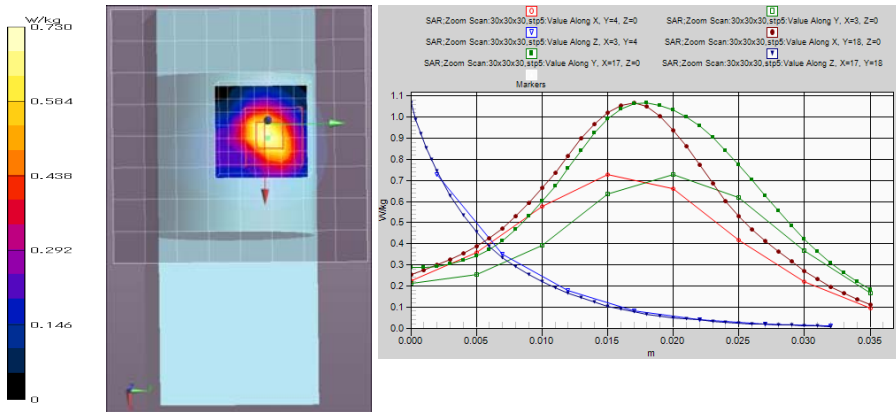 W/kg
0.730
0.584
0.438
0.292
0.146
0
SAR;Zoom Scan:30x30x30,stp5:Value Along X, Y=4, Z=0
SAR;Zoom Scan:30x30x30,stp5:Value Along Y, X=3, Z=0
SAR;Zoom Scan:30x30x30,stp5:Value Along Z, X=3, Y=4
SAR;Zoom Scan:30x30x30,stp5:Value Along X, Y=18, Z=0
SAR;Zoom Scan:30x30x30,stp5:Value Along Y, X=17, Z=0
SAR;Zoom Scan:30x30x30,stp5:Value Along Z, X=17, Y=18
Markers
1.1
1.0
0.9
0.8
0.7
0.6
0.5
0.4
0.3
0.2
0.1
0.0
W/kg
0.000
0.005
0.010
0.015
0.020
0.025
0.030
0.035
m